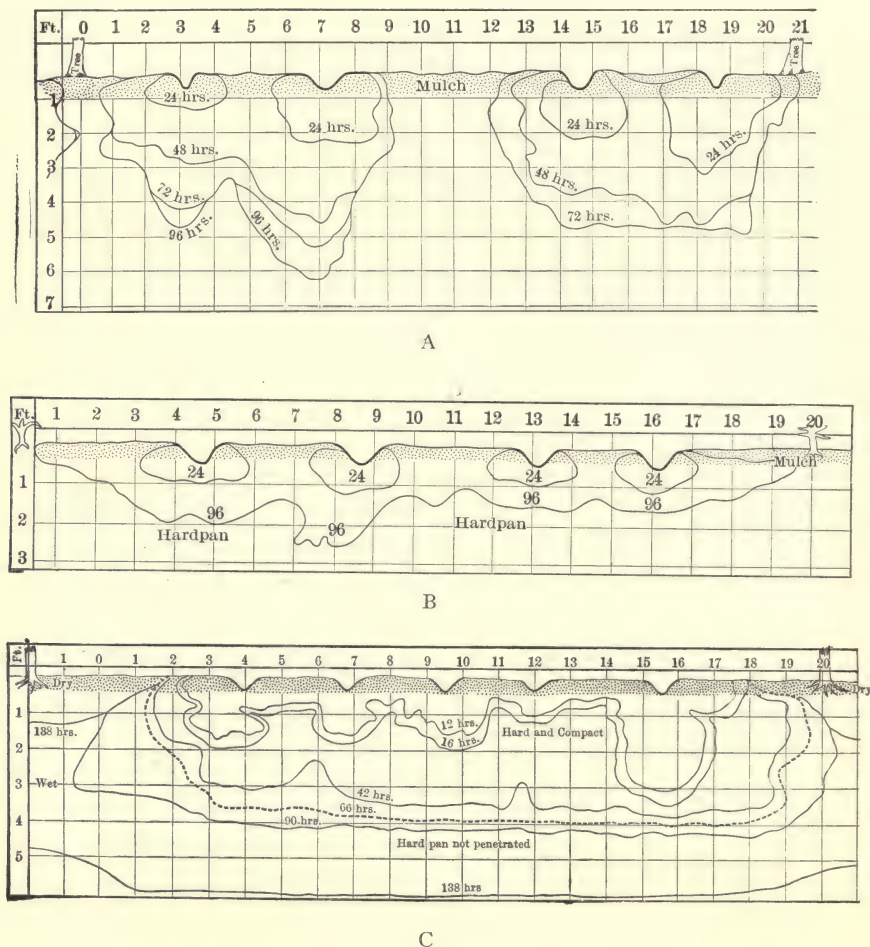 Ft. 0 1 2 3 4 5 6 7 8 9 10 11 12 13 14 15 16 17 18 19 20 21
Tree
Tree
Mulch
1
24 hrs.
24 hrs.
24 hrs.
24 hrs.
2
48 hrs.
3
48 hrs.
72 hrs.
4
72 hrs.
96 hrs.
96 hrs.
5
6
7
A
Ft. 1 2 3 4 5 6 7 8 9 10 11 12 13 14 15 16 17 18 19 20
Mulch
24 24 24 24
1
96 96
2
96
Hardpan
Hardpan
3
B
Ft. 1 0 1 2 3 4 5 6 7 8 9 10 11 12 13 14 15 16 17 18 19 20
Dry
Dry
1
138 hrs.
12 hrs.
16 hrs.
Hard and Compact
2
Wet
3
42 hrs.
66 hrs.
4
90 hrs.
Hard pan not penetrated
5
138 hrs
C